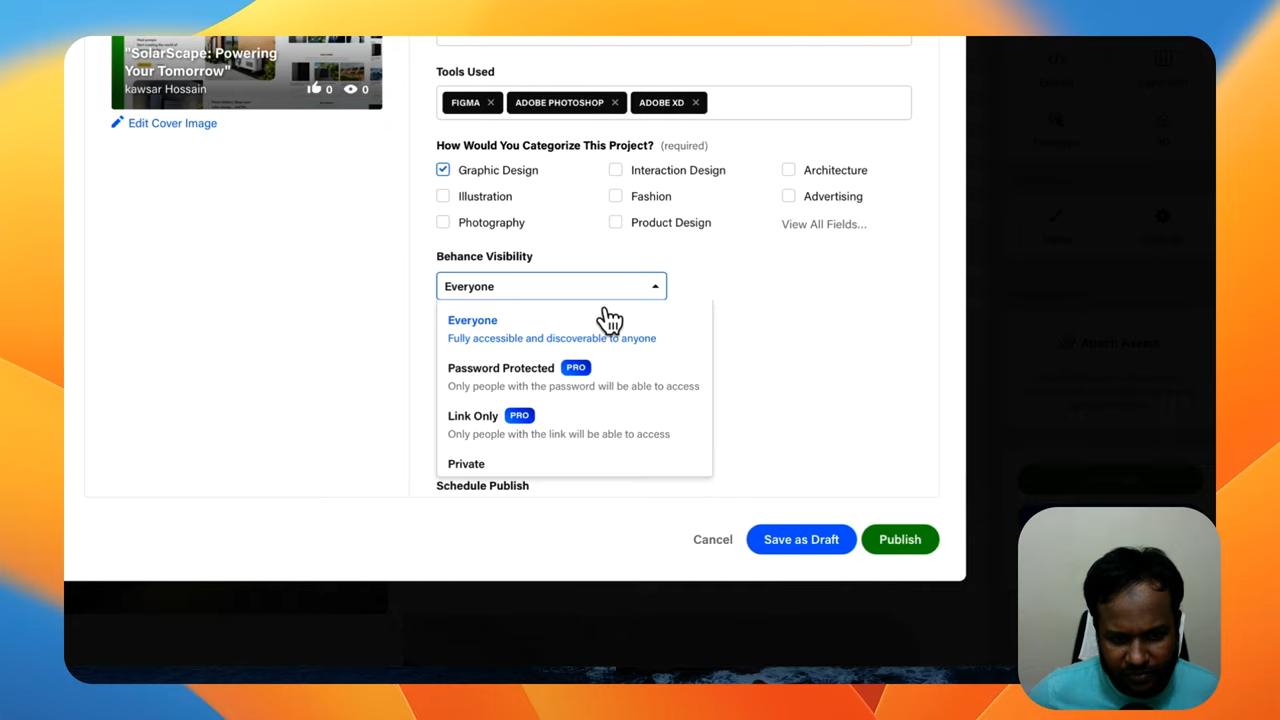 "SolarScape: Powering
Your Tomorrow"
kawsar Hossain
0
0
Edit Cover Image
Tools Used
FIGMA
ADOBE PHOTOSHOP
ADOBE XD
How Would You Categorize This Project? (required)
Graphic Design
Interaction Design
Architecture
Illustration
Fashion
Advertising
Photography
Product Design
View All Fields...
Behance Visibility
Everyone
Everyone
Fully accessible and discoverable to anyone
Password Protected PRO
Only people with the password will be able to access
Link Only PRO
Only people with the link will be able to access
Private
Schedule Publish
Cancel
Save as Draft
Publish
Attach Assets